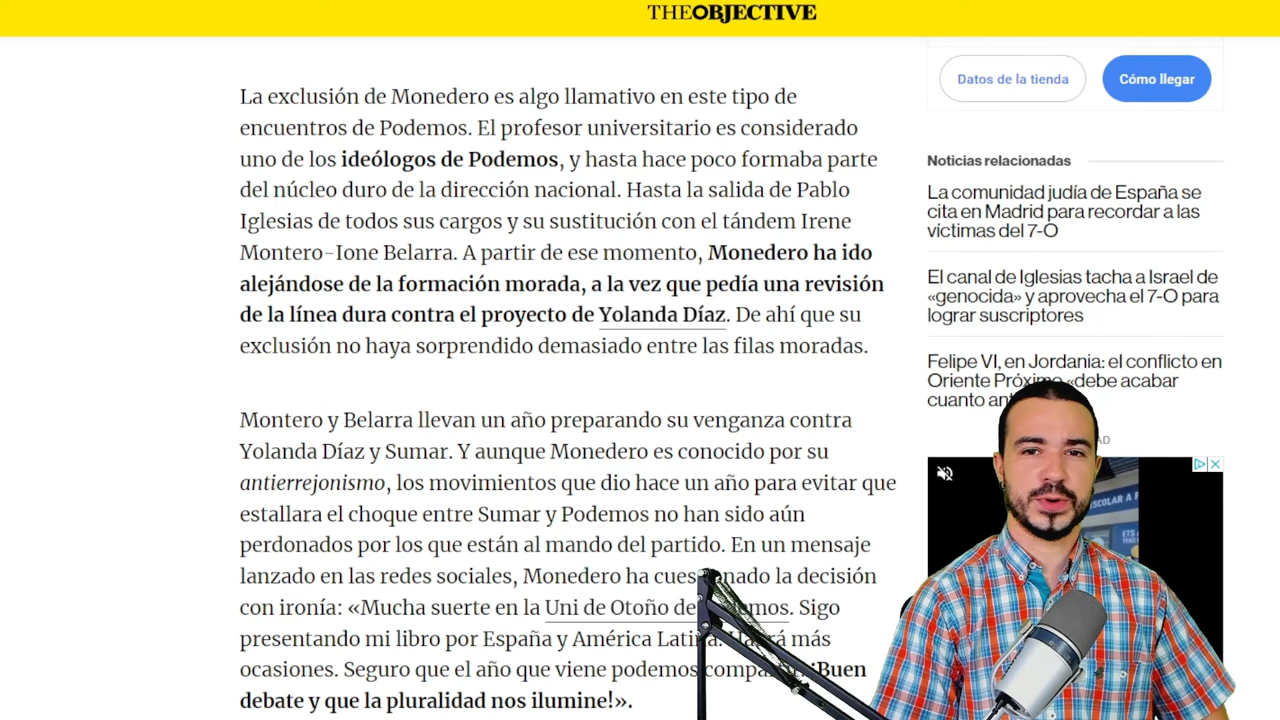 THEOBJECTIVE
La exclusión de Monedero es algo llamativo en este tipo de
encuentros de Podemos. El profesor universitario es considerado
uno de los ideólogos de Podemos, y hasta hace poco formaba parte
del núcleo duro de la dirección nacional. Hasta la salida de Pablo
Iglesias de todos sus cargos y su sustitución con el tándem Irene
Montero-Ione Belarra. A partir de ese momento, Monedero ha ido
alejándose de la formación morada, a la vez que pedía una revisión
de la línea dura contra el proyecto de Yolanda Díaz. De ahí que su
exclusión no haya sorprendido demasiado entre las filas moradas.
Montero y Belarra llevan un año preparando su venganza contra
Yolanda Díaz y Sumar. Y aunque Monedero es conocido por su
antierrejonismo, los movimientos que dio hace un año para evitar que
estallara el choque entre Sumar y Podemos no han sido aún
perdonados por los que están al mando del partido. En un mensaje
lanzado en las redes sociales, Monedero ha la decisión
con ironía: «Mucha suerte en la Uni de Otoño de Sigo
presentando mi libro por España y América más
ocasiones. Seguro que el año que viene podemos ¡Buen
debate y que la pluralidad nos ilumine!».
Datos de la tienda
Cómo llegar
Noticias relacionadas
La comunidad judía de España se
cita en Madrid para recordar a las
víctimas del 7-O
El canal de Iglesias tacha a Israel de
«genocida» y aprovecha el 7-O para
lograr suscriptores
Felipe VI, en Jordania: el conflicto en
Oriente «debe acabar
cuanto
ESCOLAR A